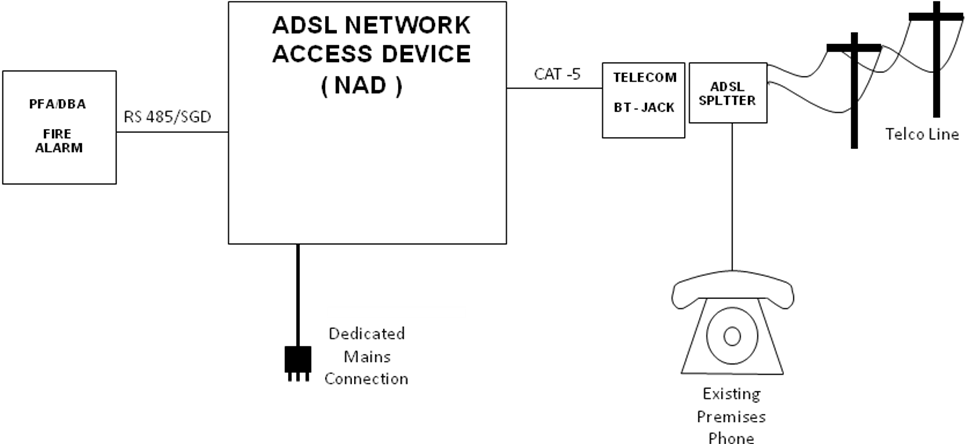 ADSL NETWORK
ACCESS DEVICE
( NAD )
PFA/DBA
FIRE
ALARM
RS 485/SGD
CAT -5
TELECOM
BT - JACK
ADSL
SPLTTER
Telco Line
Dedicated
Mains
Connection
Existing
Premises
Phone